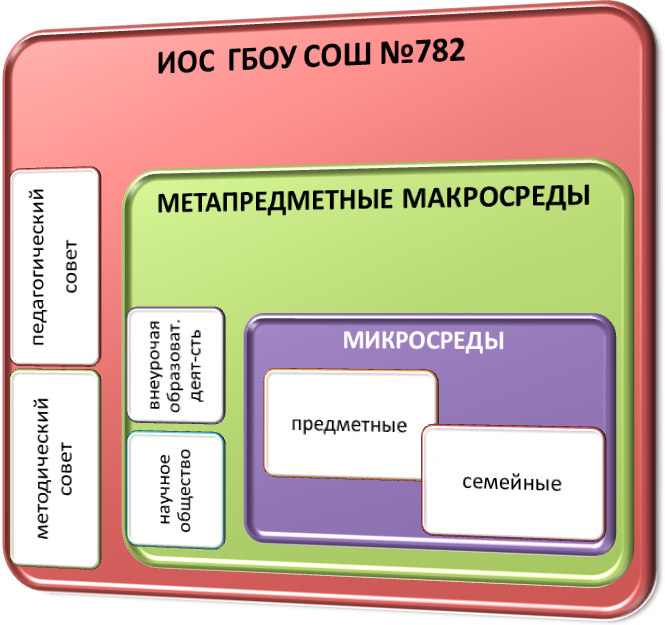 ИОС ГБОУ СОШ №782
педагогический
совет
методический
совет
МЕТАПРЕДМЕТНЫЕ МАКРОСРЕДЫ
внеурочая
образоват.
деят-сть
научное
общество
МИКРОСРЕДЫ
предметные
семейные